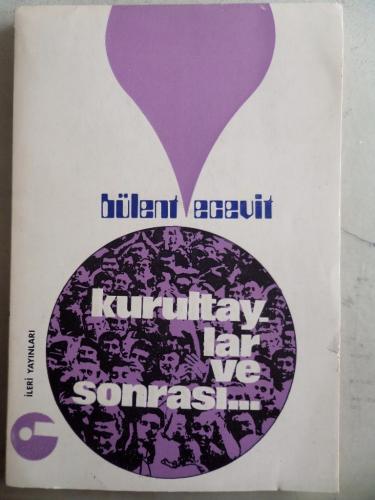 bülent ecevit
kurultay
lar
ve
sonrası...
İLERİ YAYINLARI